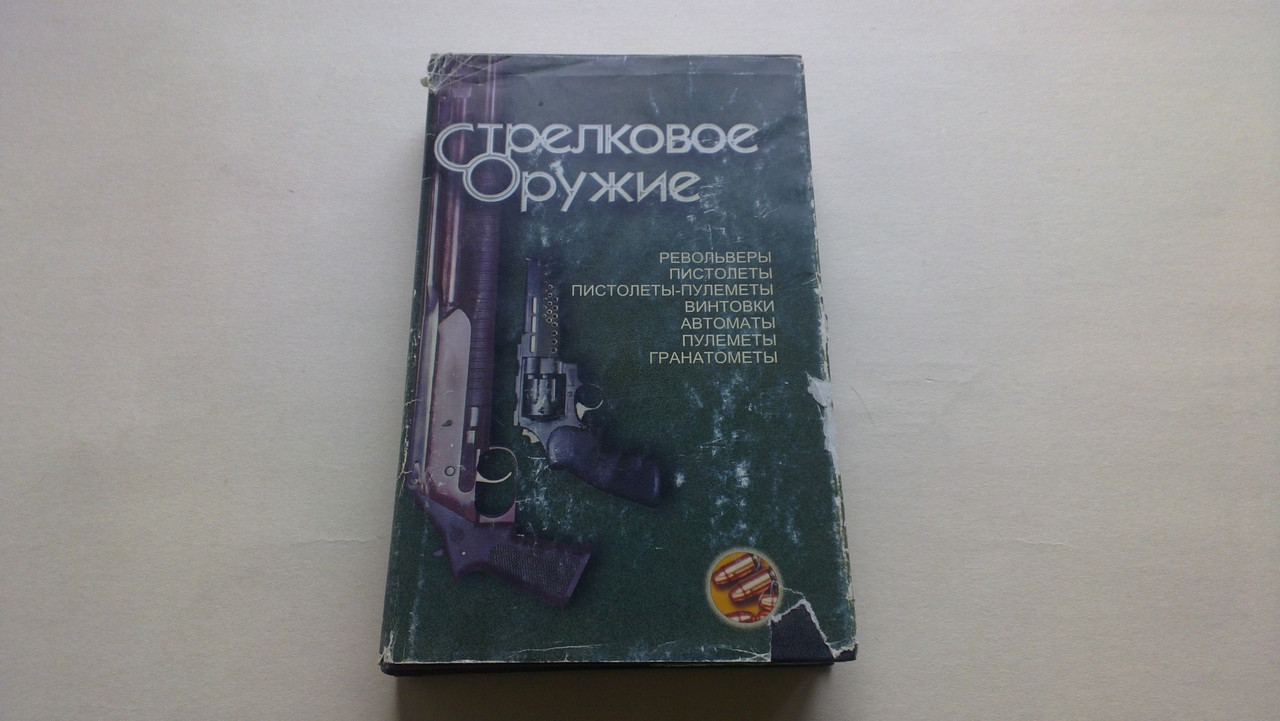 Стрелковое
Оружие
РЕВОЛЬВЕРЫ
ПИСТОЛЕТЫ
ПИСТОЛЕТЫ-ПУЛЕМЕТЫ
ВИНТОВКИ
АВТОМАТЫ
ПУЛЕМЕТЫ
ГРАНАТОМЕТЫ